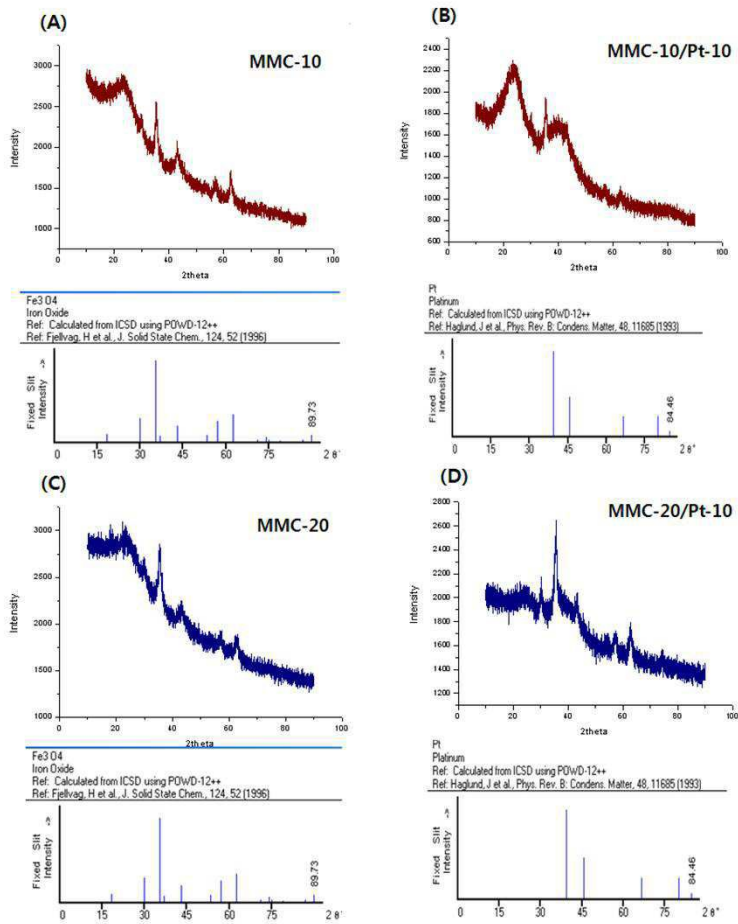 (A)
MMC-10
3000
2500
2000
1500
1000
Intensity
0 20 40 60 80 100
2theta
Fe3 O4
Iron Oxide
Ref: Calculated from ICSD using POWD-12++
Ref: Fjellvag, H et al., J. Solid State Chem., 124, 52 (1996)
Fixed Slit
Intensity ->
89.73
0 15 30 45 60 75 2 θ°
(B)
MMC-10/Pt-10
2400
2200
2000
1800
1600
1400
1200
1000
800
600
Intensity
0 20 40 60 80 100
2theta
Pt
Platinum
Ref: Calculated from ICSD using POWD-12++
Ref: Haglund, J et al., Phys. Rev. B: Condens. Matter, 48, 11685 (1993)
Fixed Slit
Intensity ->
84.46
0 15 30 45 60 75 2 θ°
(C)
MMC-20
3000
2500
2000
1500
1000
Intensity
0 20 40 60 80 100
2theta
Fe3 O4
Iron Oxide
Ref: Calculated from ICSD using POWD-12++
Ref: Fjellvag, H et al., J. Solid State Chem., 124, 52 (1996)
Fixed Slit
Intensity ->
89.73
0 15 30 45 60 75 2 θ°
(D)
MMC-20/Pt-10
2800
2600
2400
2200
2000
1800
1600
1400
1200
1000
Intensity
0 20 40 60 80 100
2theta
Pt
Platinum
Ref: Calculated from ICSD using POWD-12++
Ref: Haglund, J et al., Phys. Rev. B: Condens. Matter, 48, 11685 (1993)
Fixed Slit
Intensity ->
84.46
0 15 30 45 60 75 2 θ°